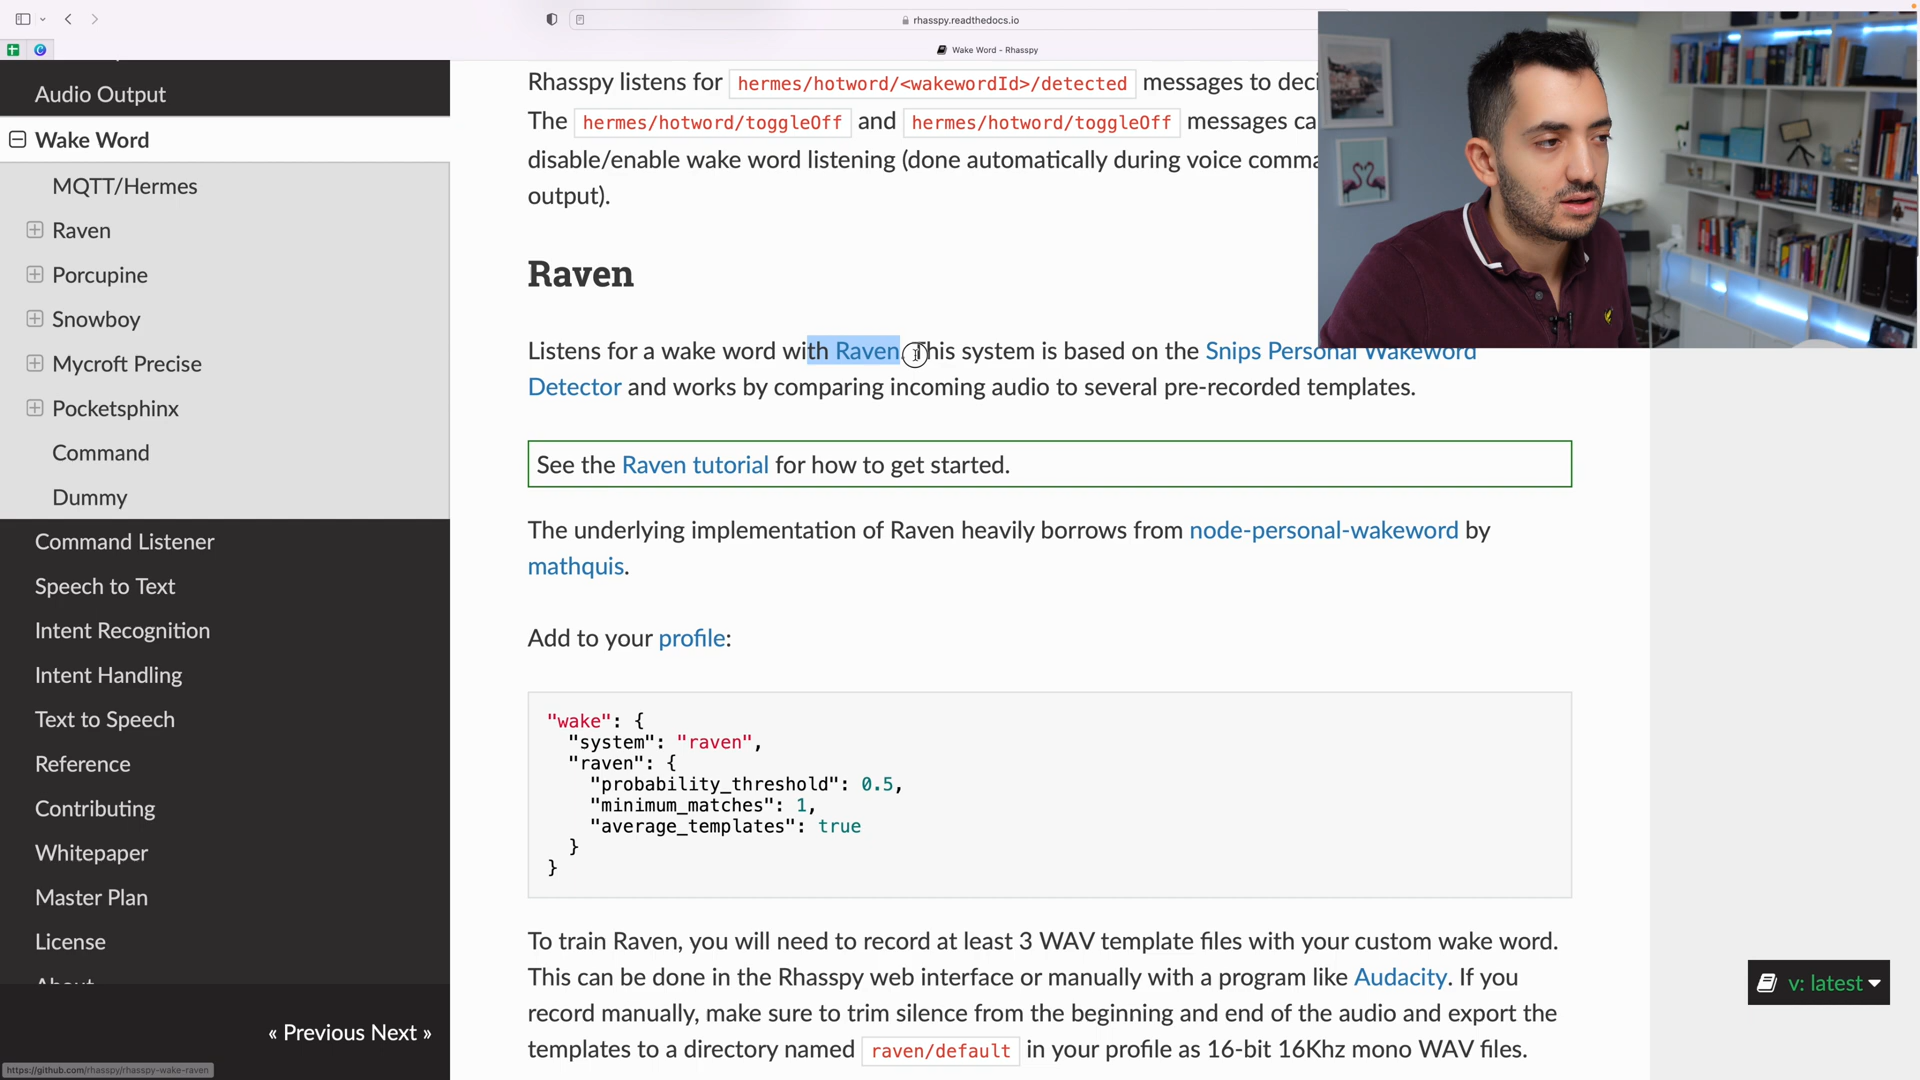 rhasspy.readthedocs.io
Wake Word - Rhasspy
Audio Output
Wake Word
MQTT/Hermes
Raven
Porcupine
Snowboy
Mycroft Precise
Pocketsphinx
Command
Dummy
Command Listener
Speech to Text
Intent Recognition
Intent Handling
Text to Speech
Reference
Contributing
Whitepaper
Master Plan
License
About
« Previous Next »
https://github.com/rhasspy/rhasspy-wake-raven
Rhasspy listens for hermes/hotword/<wakewordId>/detected messages to deci
The hermes/hotword/toggleOff and hermes/hotword/toggleOff messages ca
disable/enable wake word listening (done automatically during voice comma
output).
Raven
Listens for a wake word with Raven. This system is based on the Snips Personal Wakeword
Detector and works by comparing incoming audio to several pre-recorded templates.
See the Raven tutorial for how to get started.
The underlying implementation of Raven heavily borrows from node-personal-wakeword by
mathquis.
Add to your profile:
"wake": {
"system": "raven",
"raven": {
"probability_threshold": 0.5,
"minimum_matches": 1,
"average_templates": true
}
}
To train Raven, you will need to record at least 3 WAV template files with your custom wake word.
This can be done in the Rhasspy web interface or manually with a program like Audacity. If you
record manually, make sure to trim silence from the beginning and end of the audio and export the
templates to a directory named raven/default in your profile as 16-bit 16Khz mono WAV files.
v: latest